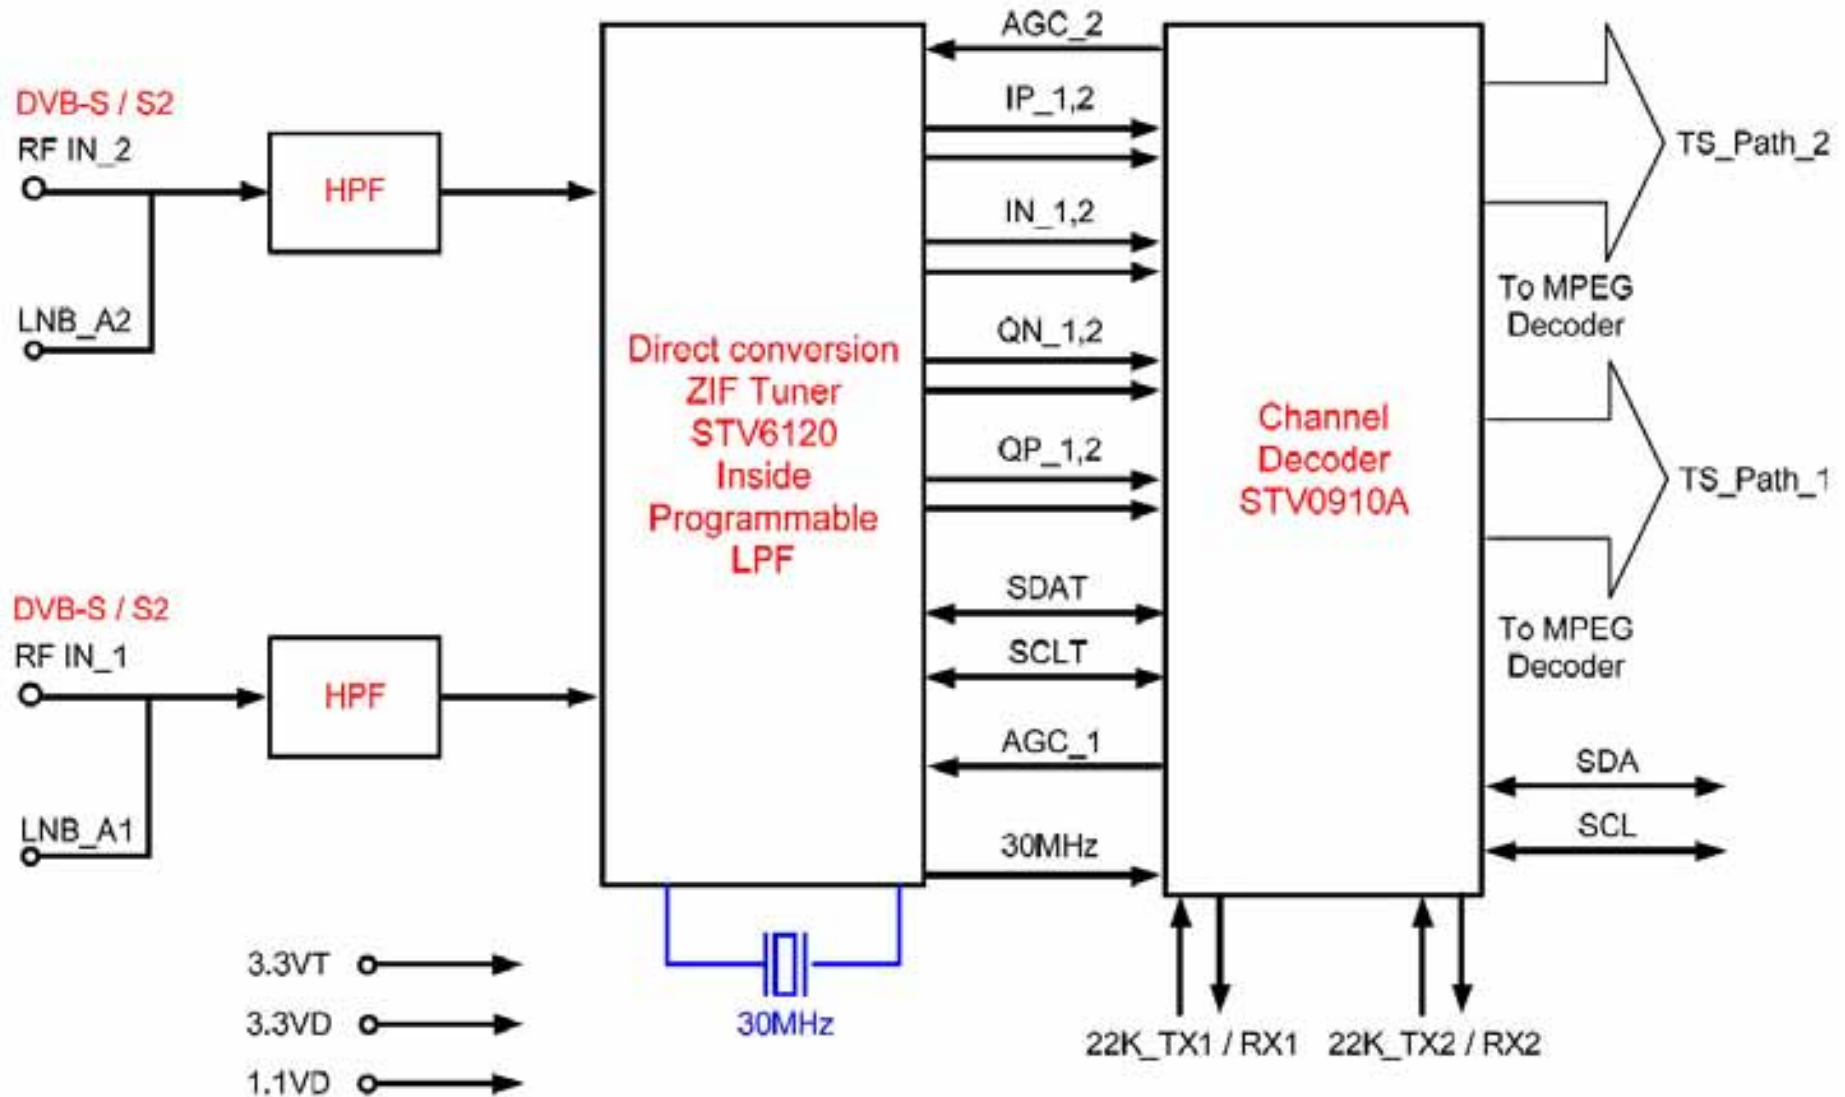 DVB-S / S2
RF IN_2
LNB_A2
HPF
DVB-S / S2
RF IN_1
LNB_A1
HPF
Direct conversion
ZIF Tuner
STV6120
Inside
Programmable
LPF
AGC_2
IP_1,2
IN_1,2
QN_1,2
QP_1,2
SDAT
SCLT
AGC_1
30MHz
Channel
Decoder
STV0910A
TS_Path_2
To MPEG
Decoder
TS_Path_1
To MPEG
Decoder
SDA
SCL
3.3VT
3.3VD
1.1VD
30MHz
22K_TX1 / RX1
22K_TX2 / RX2